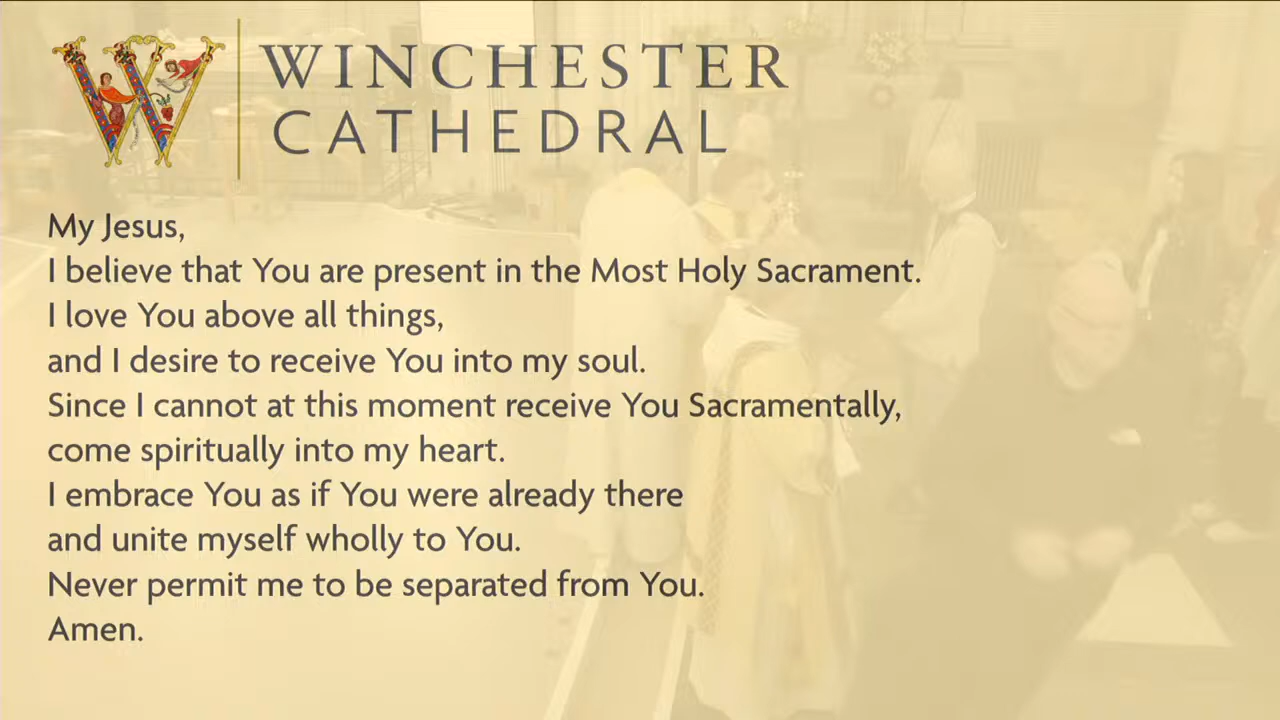 WINCHESTER
CATHEDRAL
My Jesus,
I believe that You are present in the Most Holy Sacrament.
I love You above all things,
and I desire to receive You into my soul.
Since I cannot at this moment receive You Sacramentally,
come spiritually into my heart.
I embrace You as if You were already there
and unite myself wholly to You.
Never permit me to be separated from You.
Amen.